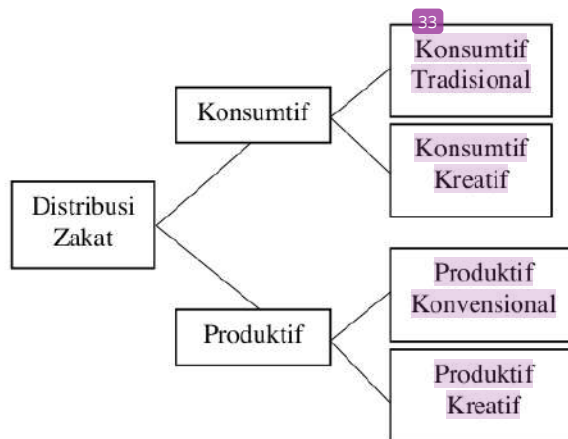 33
Konsumtif
Tradisional
Konsumtif
Konsumtif
Kreatif
Distribusi
Zakat
Produktif
Konvensional
Produktif
Produktif
Kreatif